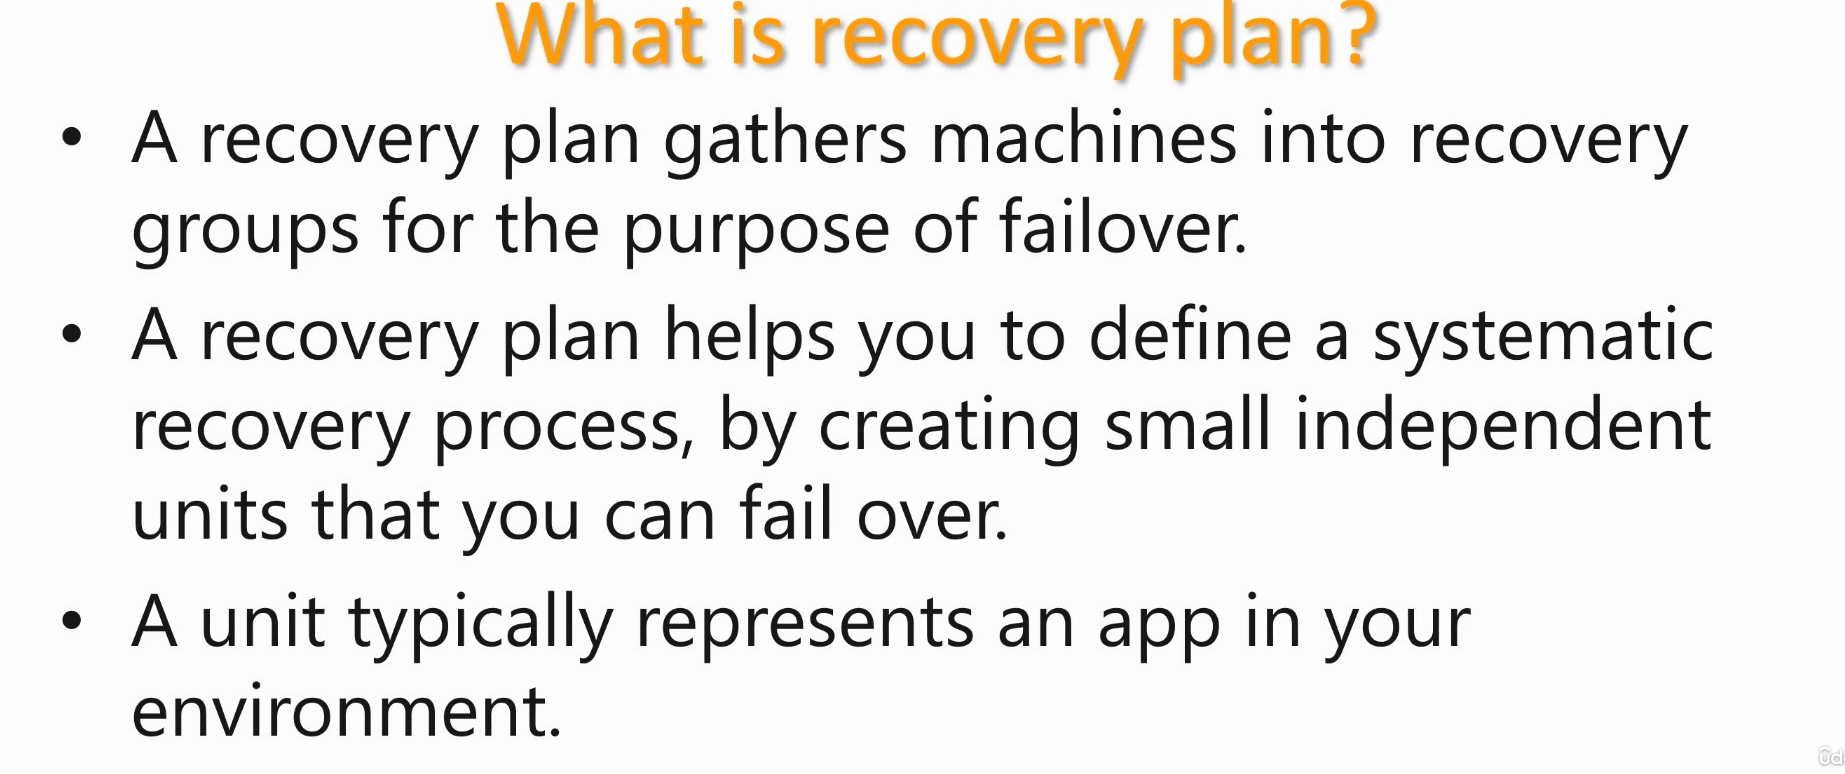 What is recovery plan?
• A recovery plan gathers machines into recovery
groups for the purpose of failover.
• A recovery plan helps you to define a systematic
recovery process, by creating small independent
units that you can fail over.
• A unit typically represents an app in your
environment.